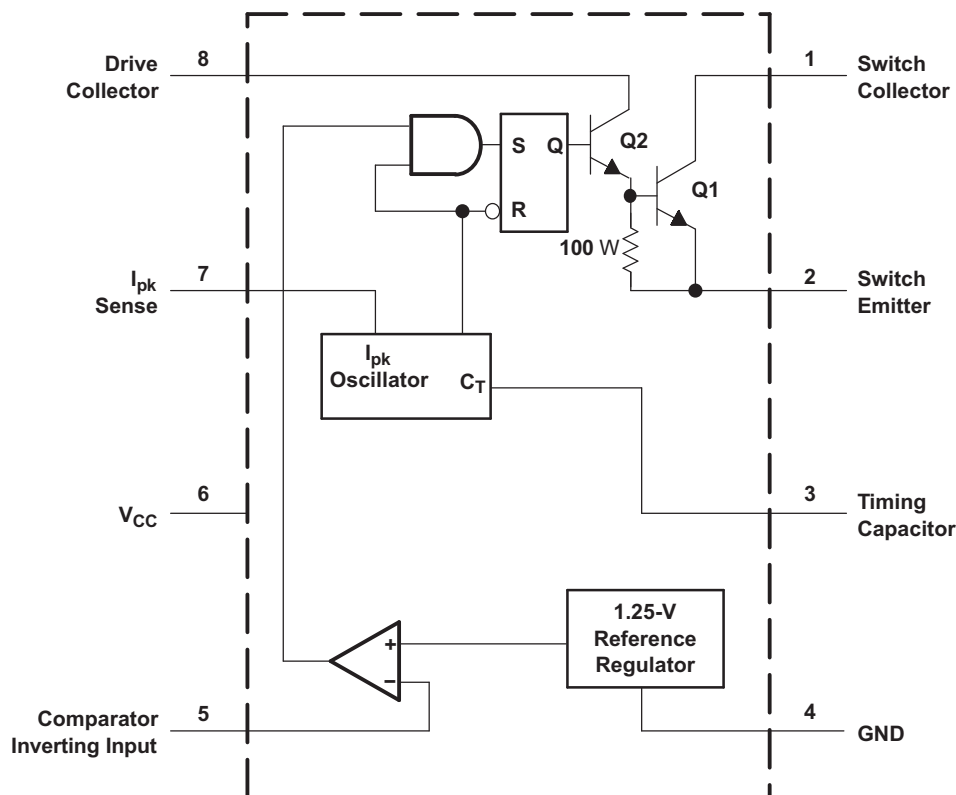 Drive
Collector
8
1
Switch
Collector
S
Q
Q2
R
Q1
100 W
Ipk
Sense
7
2
Switch
Emitter
Ipk
Oscillator
CT
6
VCC
3
Timing
Capacitor
1.25-V
Reference
Regulator
+
−
Comparator
Inverting Input
5
4
GND